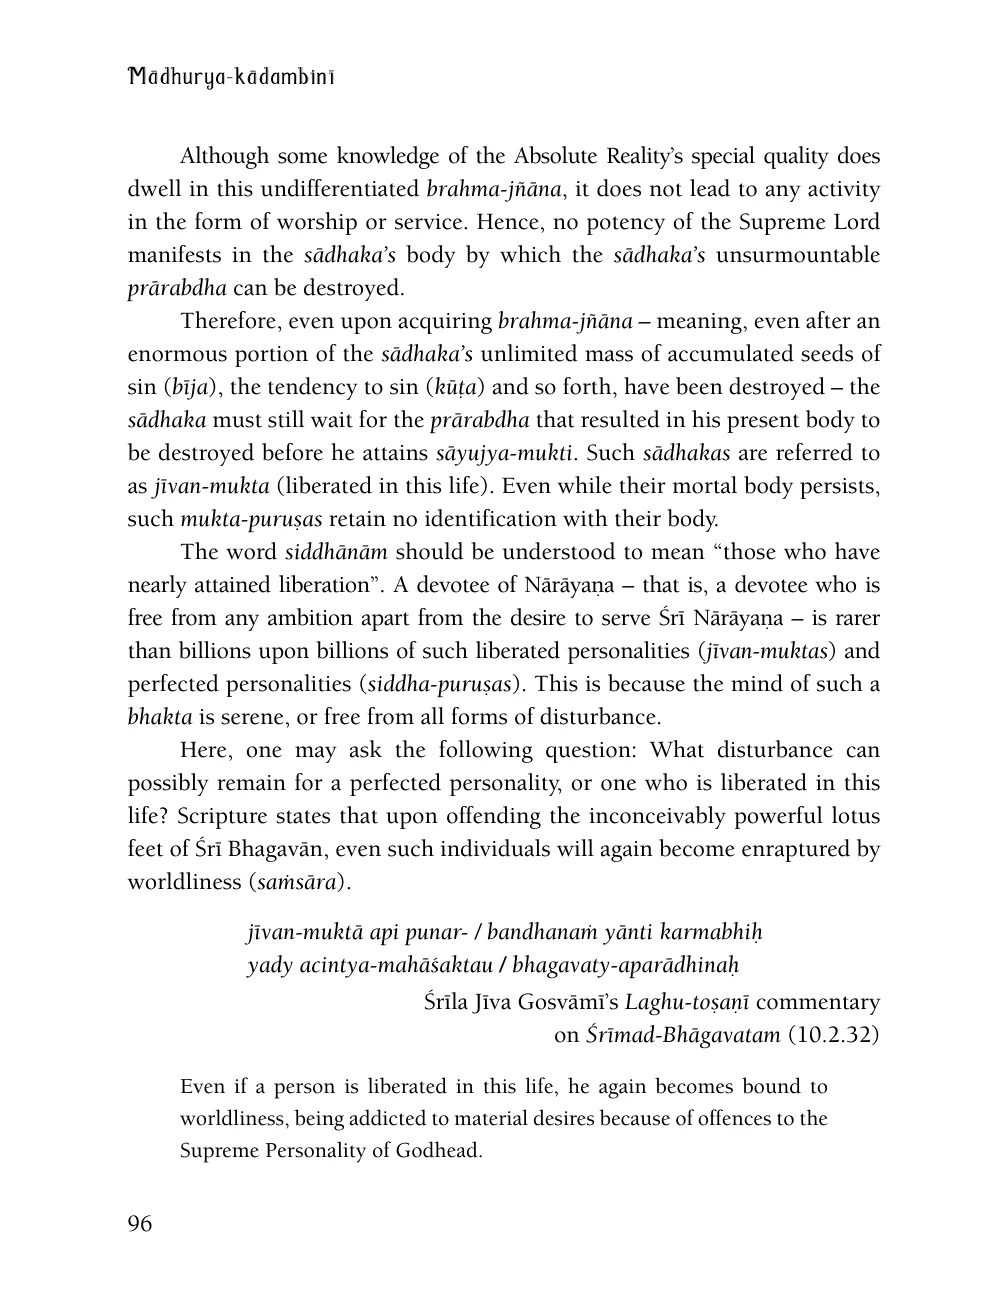 Mādhurya-kādambinī
Although some knowledge of the Absolute Reality’s special quality does
dwell in this undifferentiated brahma-jñāna, it does not lead to any activity
in the form of worship or service. Hence, no potency of the Supreme Lord
manifests in the sādhaka’s body by which the sādhaka’s unsurmountable
prārabdha can be destroyed.
Therefore, even upon acquiring brahma-jñāna – meaning, even after an
enormous portion of the sādhaka’s unlimited mass of accumulated seeds of
sin (bīja), the tendency to sin (kūṭa) and so forth, have been destroyed – the
sādhaka must still wait for the prārabdha that resulted in his present body to
be destroyed before he attains sāyujya-mukti. Such sādhakas are referred to
as jīvan-mukta (liberated in this life). Even while their mortal body persists,
such mukta-puruṣas retain no identification with their body.
The word siddhānām should be understood to mean “those who have
nearly attained liberation”. A devotee of Nārāyaṇa – that is, a devotee who is
free from any ambition apart from the desire to serve Śrī Nārāyaṇa – is rarer
than billions upon billions of such liberated personalities (jīvan-muktas) and
perfected personalities (siddha-puruṣas). This is because the mind of such a
bhakta is serene, or free from all forms of disturbance.
Here, one may ask the following question: What disturbance can
possibly remain for a perfected personality, or one who is liberated in this
life? Scripture states that upon offending the inconceivably powerful lotus
feet of Śrī Bhagavān, even such individuals will again become enraptured by
worldliness (saṁsāra).
jīvan-muktā api punar- / bandhanaṁ yānti karmabhiḥ
yady acintya-mahāśaktau / bhagavaty-aparādhinaḥ
Śrīla Jīva Gosvāmī’s Laghu-toṣaṇī commentary
on Śrīmad-Bhāgavatam (10.2.32)
Even if a person is liberated in this life, he again becomes bound to
worldliness, being addicted to material desires because of offences to the
Supreme Personality of Godhead.
96